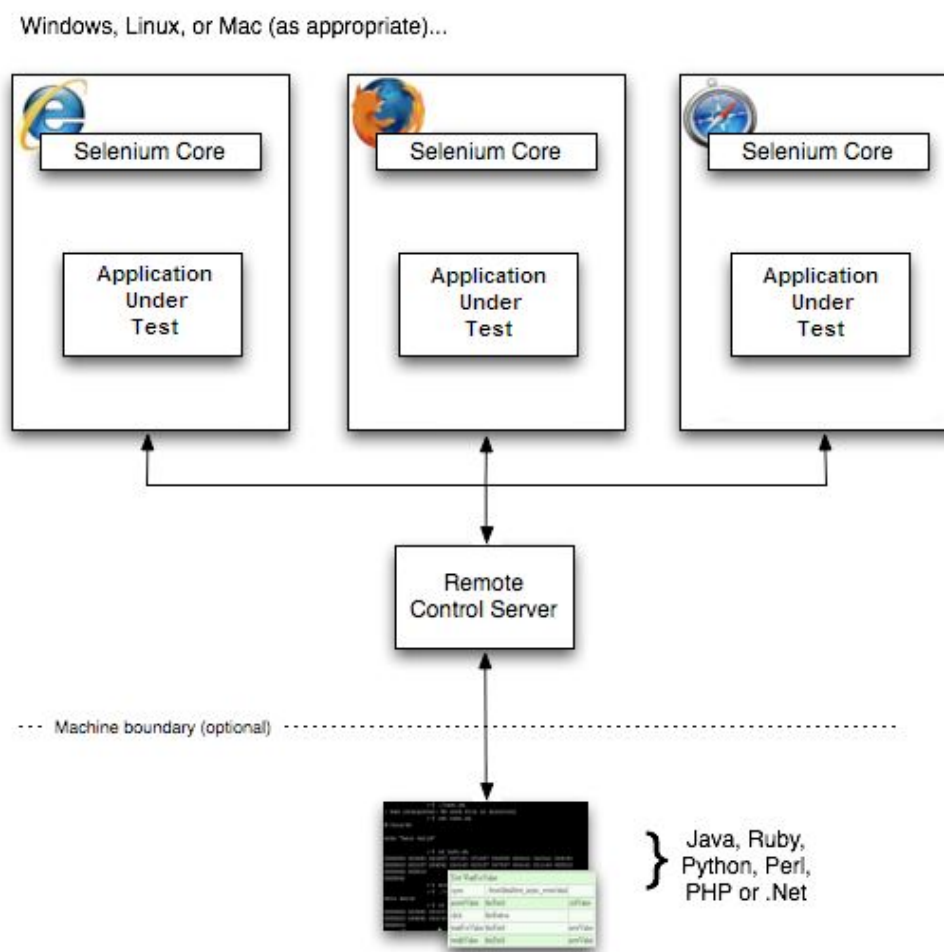 Windows, Linux, or Mac (as appropriate)...
Selenium Core
Selenium Core
Selenium Core
Application
Under
Test
Application
Under
Test
Application
Under
Test
Remote
Control Server
Machine boundary (optional)
Java, Ruby,
Python, Perl,
PHP or .Net